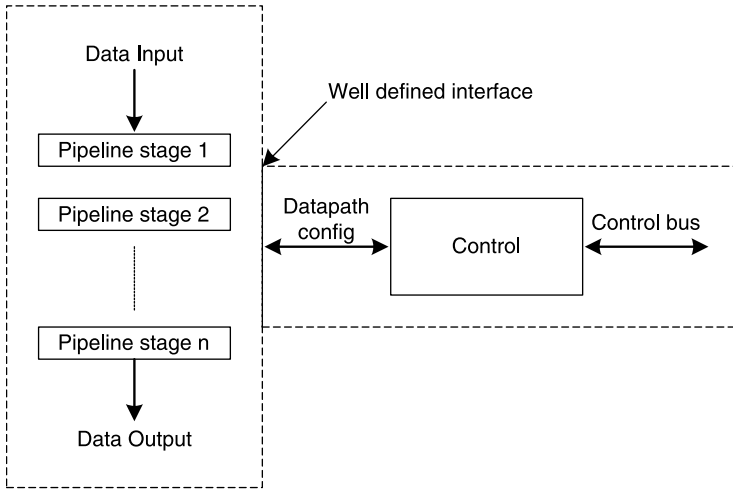 Data Input
Well defined interface
Pipeline stage 1
Pipeline stage 2
Datapath
config
Control
Control bus
Pipeline stage n
Data Output